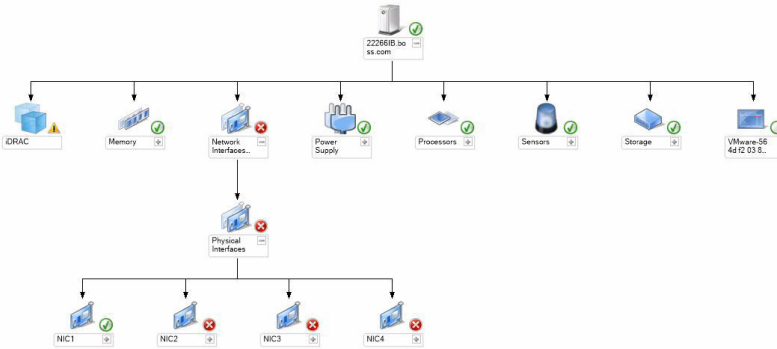 22266IB.bo
ss.com
iDRAC
Memory
Network
Interfaces...
Power
Supply
Processors
Sensors
Storage
VMware-56
4d f2 03 8...
Physical
Interfaces
NIC1
NIC2
NIC3
NIC4